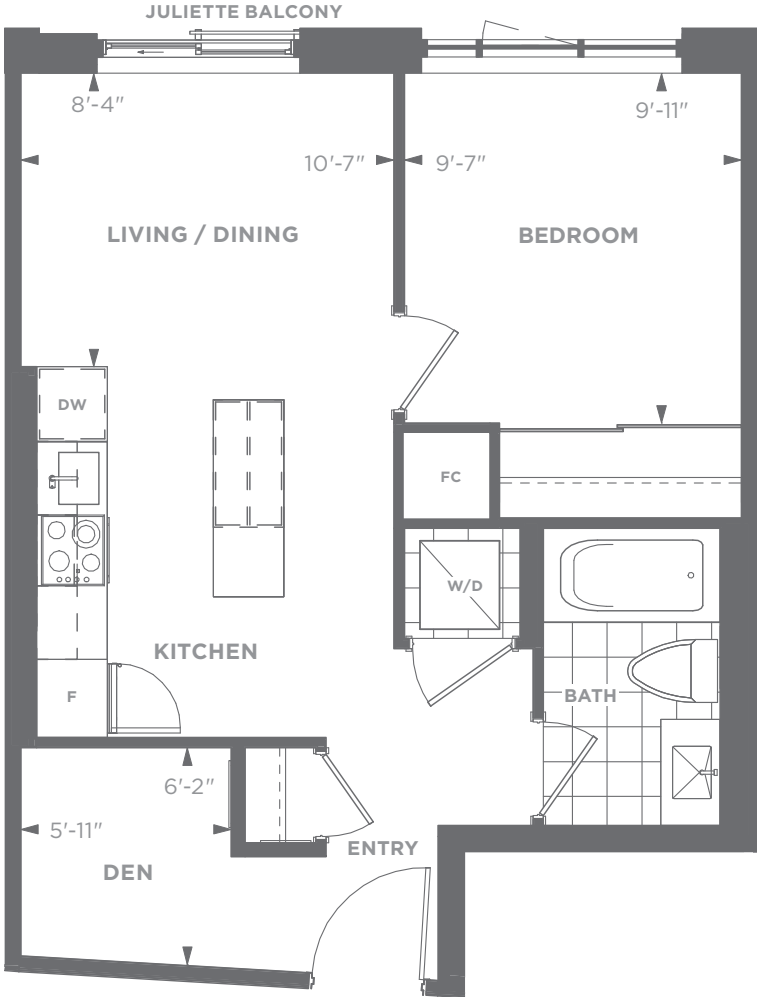 JULIETTE BALCONY
8'-4"
9'-11"
10'-7"
9'-7"
LIVING / DINING
BEDROOM
DW
FC
W/D
KITCHEN
F
BATH
6'-2"
5'-11"
ENTRY
DEN